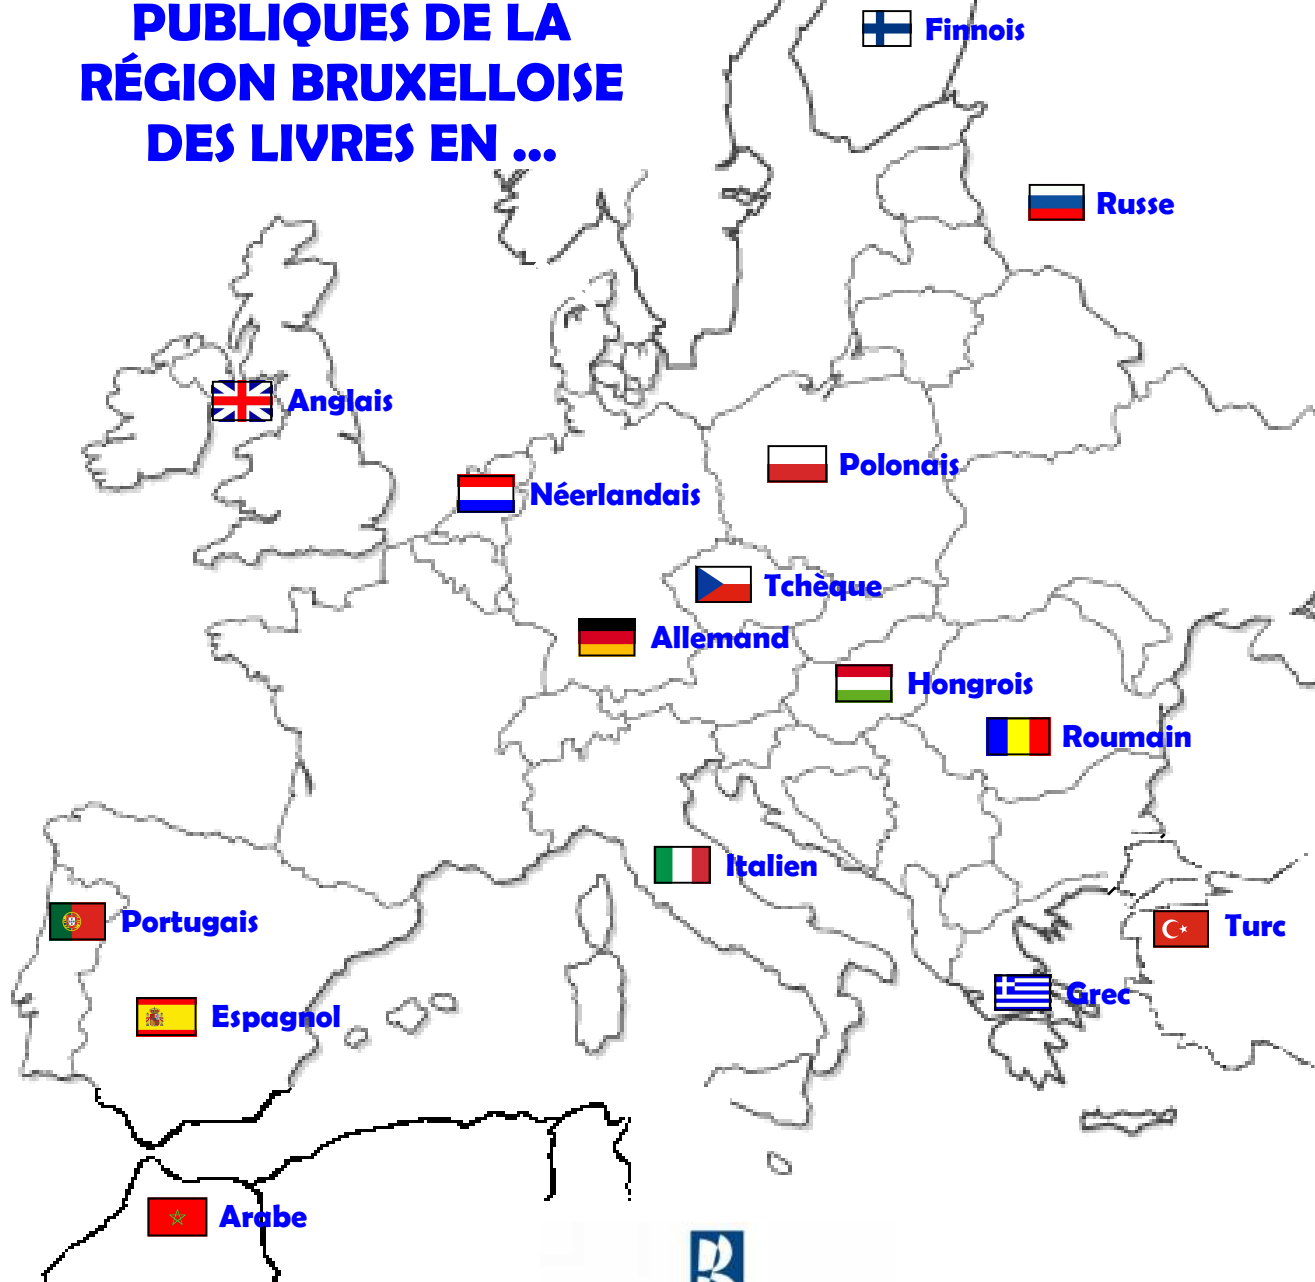 PUBLIQUES DE LA
RÉGION BRUXELLOISE
DES LIVRES EN ...
Finnois
Russe
Anglais
Polonais
Néerlandais
Tchèque
Allemand
Hongrois
Roumain
Italien
Portugais
Turc
Grec
Espagnol
Arabe